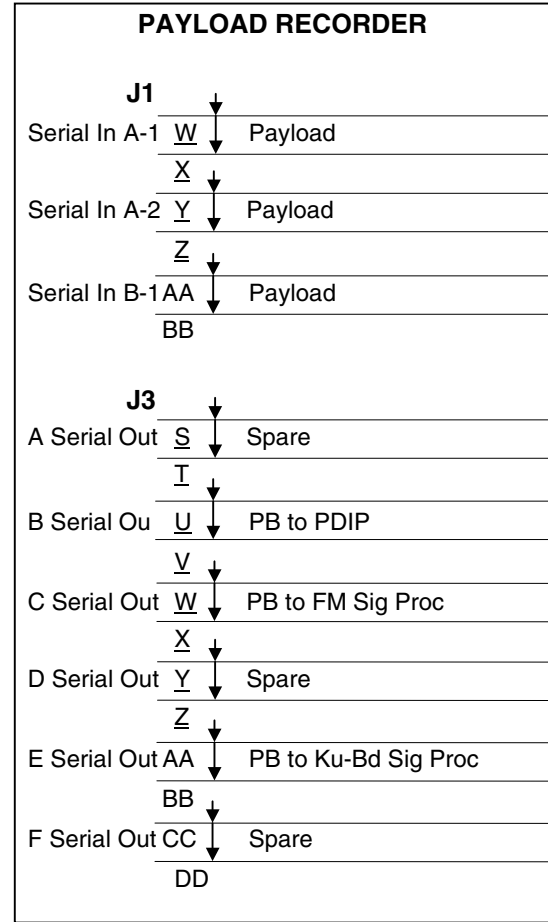 PAYLOAD RECORDER
J1
Serial In A-1 W Payload
X
Serial In A-2 Y Payload
Z
Serial In B-1 AA Payload
BB
J3
A Serial Out S Spare
T
B Serial Ou U PB to PDIP
V
C Serial Out W PB to FM Sig Proc
X
D Serial Out Y Spare
Z
E Serial Out AA PB to Ku-Bd Sig Proc
BB
F Serial Out CC Spare
DD